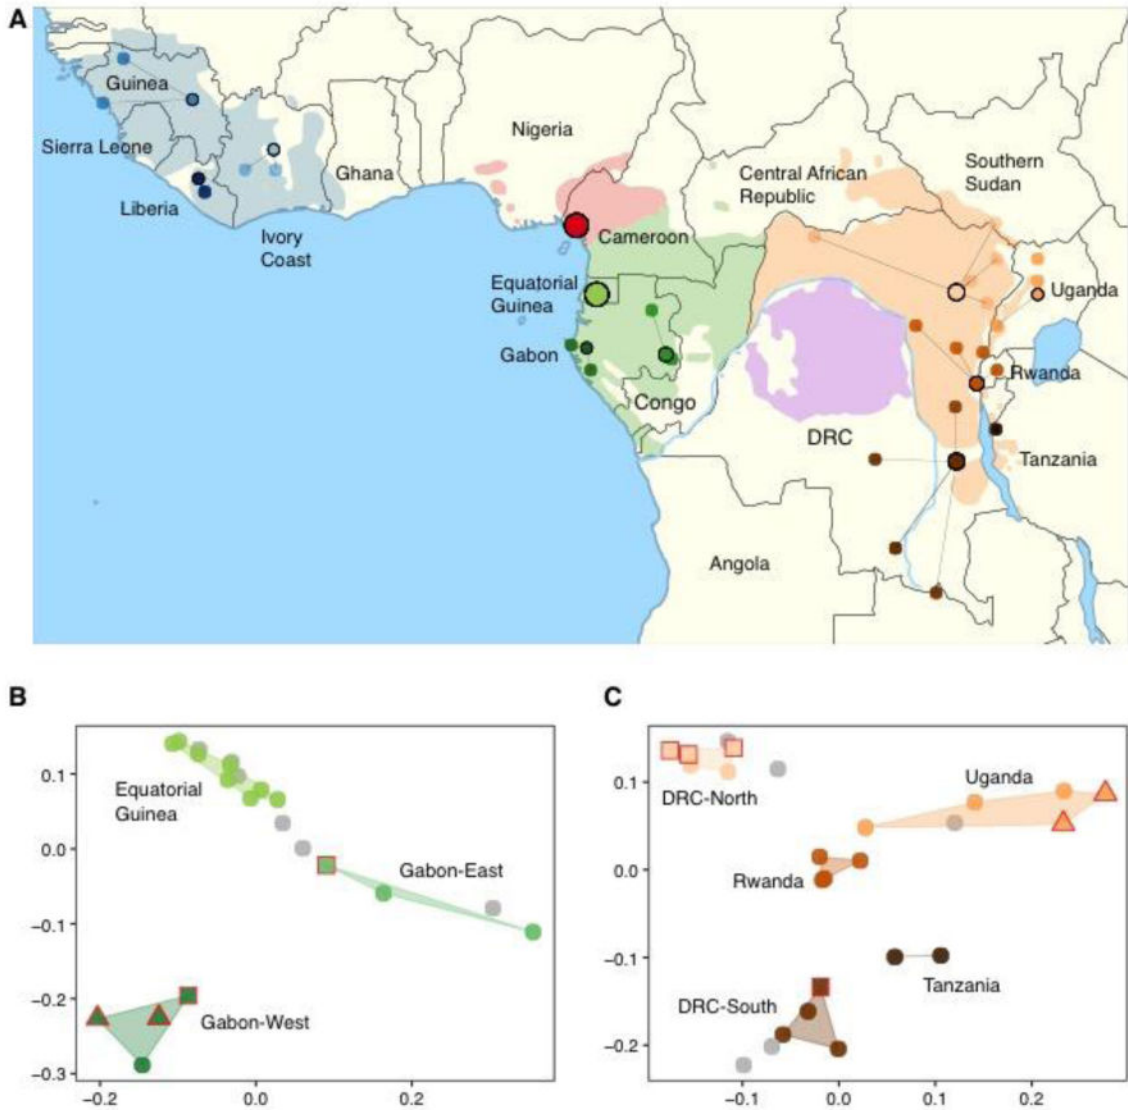 A
Guinea
Nigeria
Sierra Leone
Ghana
Central African
Republic
Southern
Sudan
Liberia
Ivory
Coast
Cameroon
Equatorial
Guinea
Uganda
Gabon
Rwanda
Congo
DRC
Tanzania
Angola
B
0.1
0.0
−0.1
−0.2
−0.3
Equatorial
Guinea
Gabon-East
Gabon-West
−0.2
0.0
0.2
C
0.1
0.0
−0.1
−0.2
DRC-North
Uganda
Rwanda
Tanzania
DRC-South
−0.1
0.0
0.1
0.2